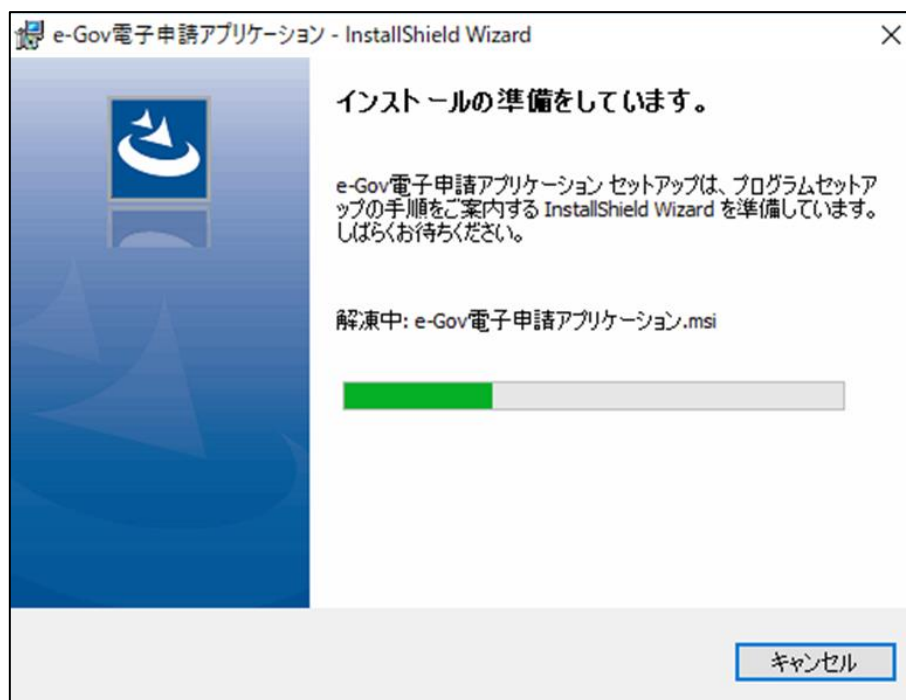 e-Gov電子申請アプリケーション - InstallShield Wizard
インストールの準備をしています。
e-Gov電子申請アプリケーション セットアップは、プログラムセットア
ップの手順をご案内する InstallShield Wizard を準備しています。
しばらくお待ちください。
解凍中: e-Gov電子申請アプリケーション.msi
キャンセル